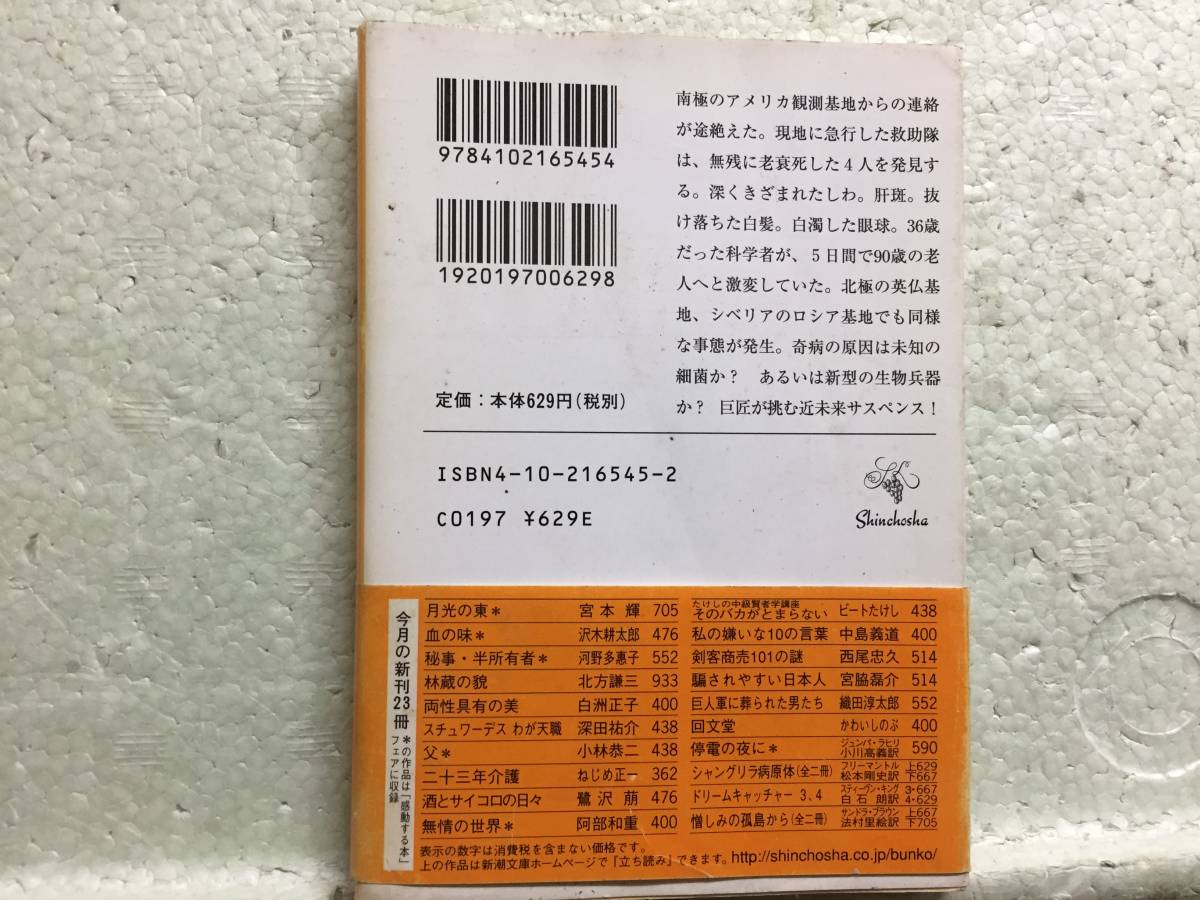 9784102165454
1920197006298
定価：本体629円（税別）
南極のアメリカ観測基地からの連絡
が途絶えた。現地に急行した救助隊
は、無残に老衰死した４人を発見す
る。深くきざまれたしわ。肝斑。抜
け落ちた白髪。白濁した眼球。36歳
だった科学者が、５日間で90歳の老
人へと激変していた。北極の英仏基
地、シベリアのロシア基地でも同様
な事態が発生。奇病の原因は未知の
細菌か？　あるいは新型の生物兵器
か？　巨匠が挑む近未来サスペンス！
ISBN4-10-216545-2
C0197 ¥629E
Shinchosha
今月の新刊23冊
＊の作品は「感動する本」
フェアに収録
月光の東＊ 宮本輝 705
血の味＊ 沢木耕太郎 476
秘事・半所有者＊ 河野多惠子 552
林蔵の貌 北方謙三 933
両性具有の美 白洲正子 400
スチュワーデス わが天職 深田祐介 438
父＊ 小林恭二 438
二十三年介護 ねじめ正一 362
酒とサイコロの日々 鷺沢萠 476
無情の世界＊ 阿部和重 400
たけしの中級賢者学講座
そのバカがとまらない ビートたけし 438
私の嫌いな10の言葉 中島義道 400
剣客商売101の謎 西尾忠久 514
騙されやすい日本人 宮脇磊介 514
巨人軍に葬られた男たち 織田淳太郎 552
回文堂 かわいしのぶ 400
停電の夜に＊ ジュンパ・ラヒリ 小川高義訳 590
シャングリラ病原体（全二冊） フリーマントル 松本剛史訳 上629 下667
ドリームキャッチャー 3、4 スティーヴン・キング 白石朗訳 3・667 4・629
憎しみの孤島から（全二冊） サンドラ・ブラウン 法村里絵訳 上667 下705
表示の数字は消費税を含まない価格です。
上の作品は新潮文庫ホームページで「立ち読み」できます。http://shinchosha.co.jp/bunko/